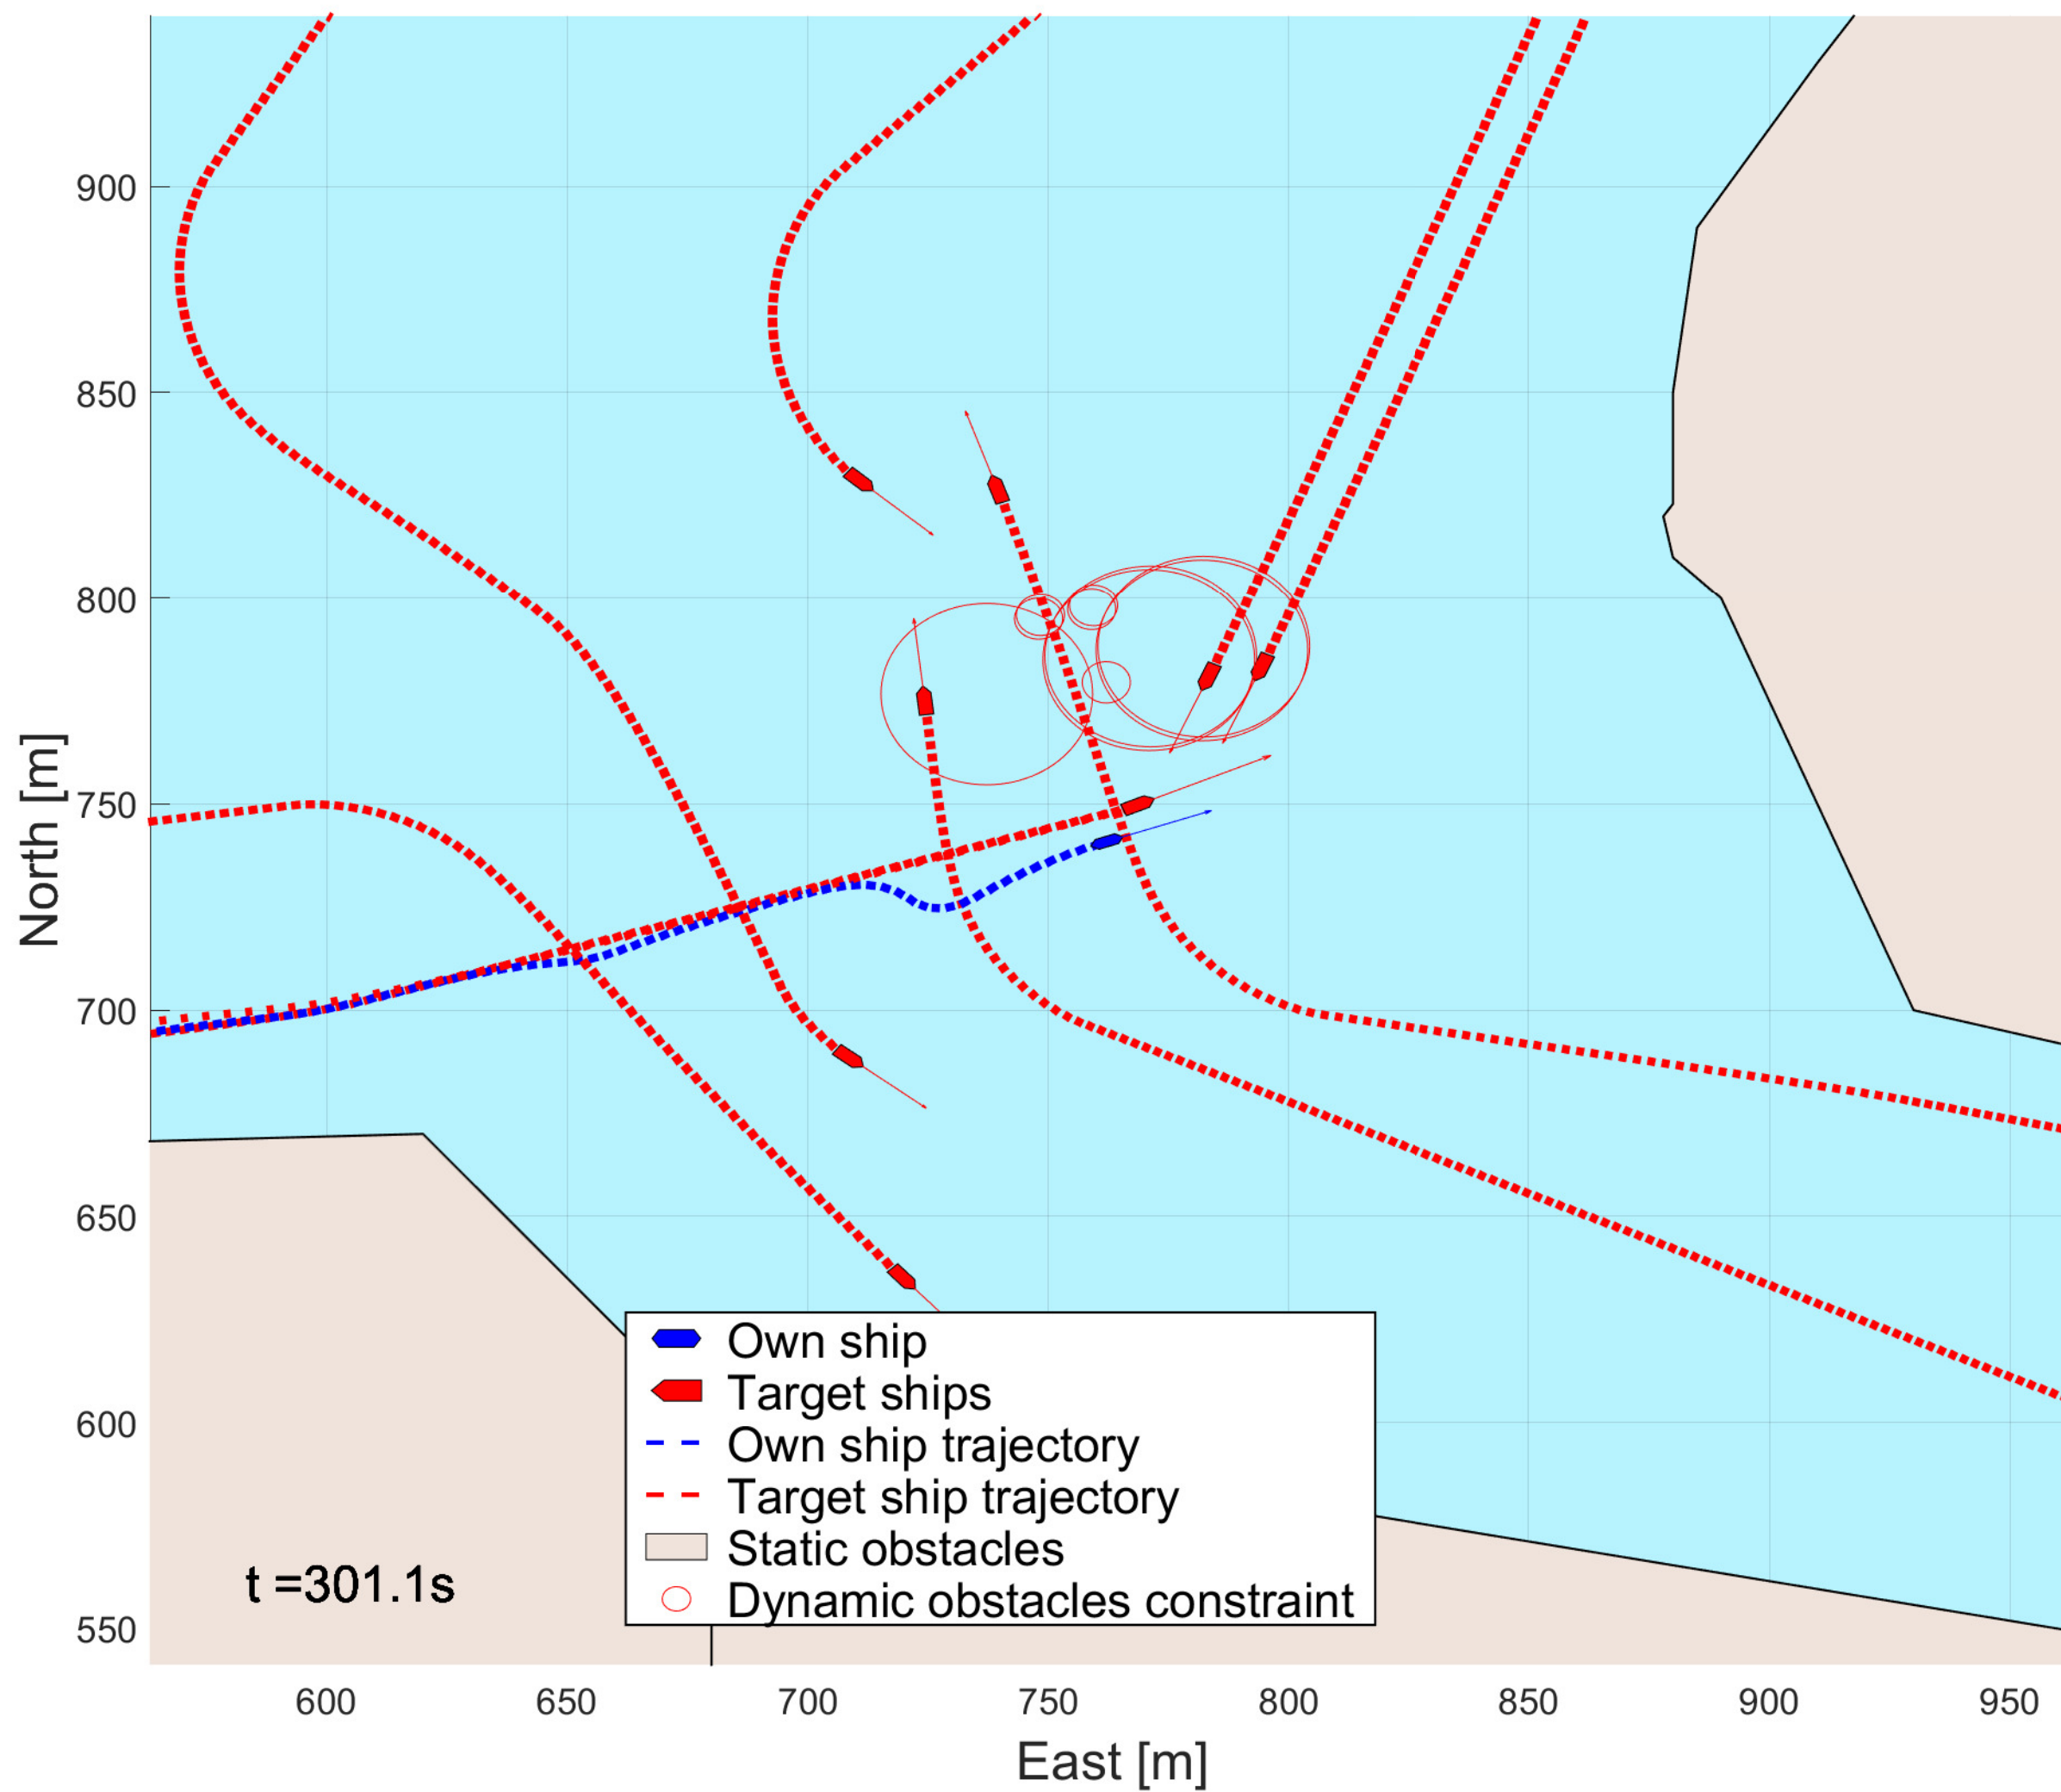 900
850
800
750
700
650
600
550
North [m]
Own ship
Target ships
Own ship trajectory
Target ship trajectory
Static obstacles
Dynamic obstacles constraint
t =301.1s
600
650
700
750
800
850
900
950
East [m]